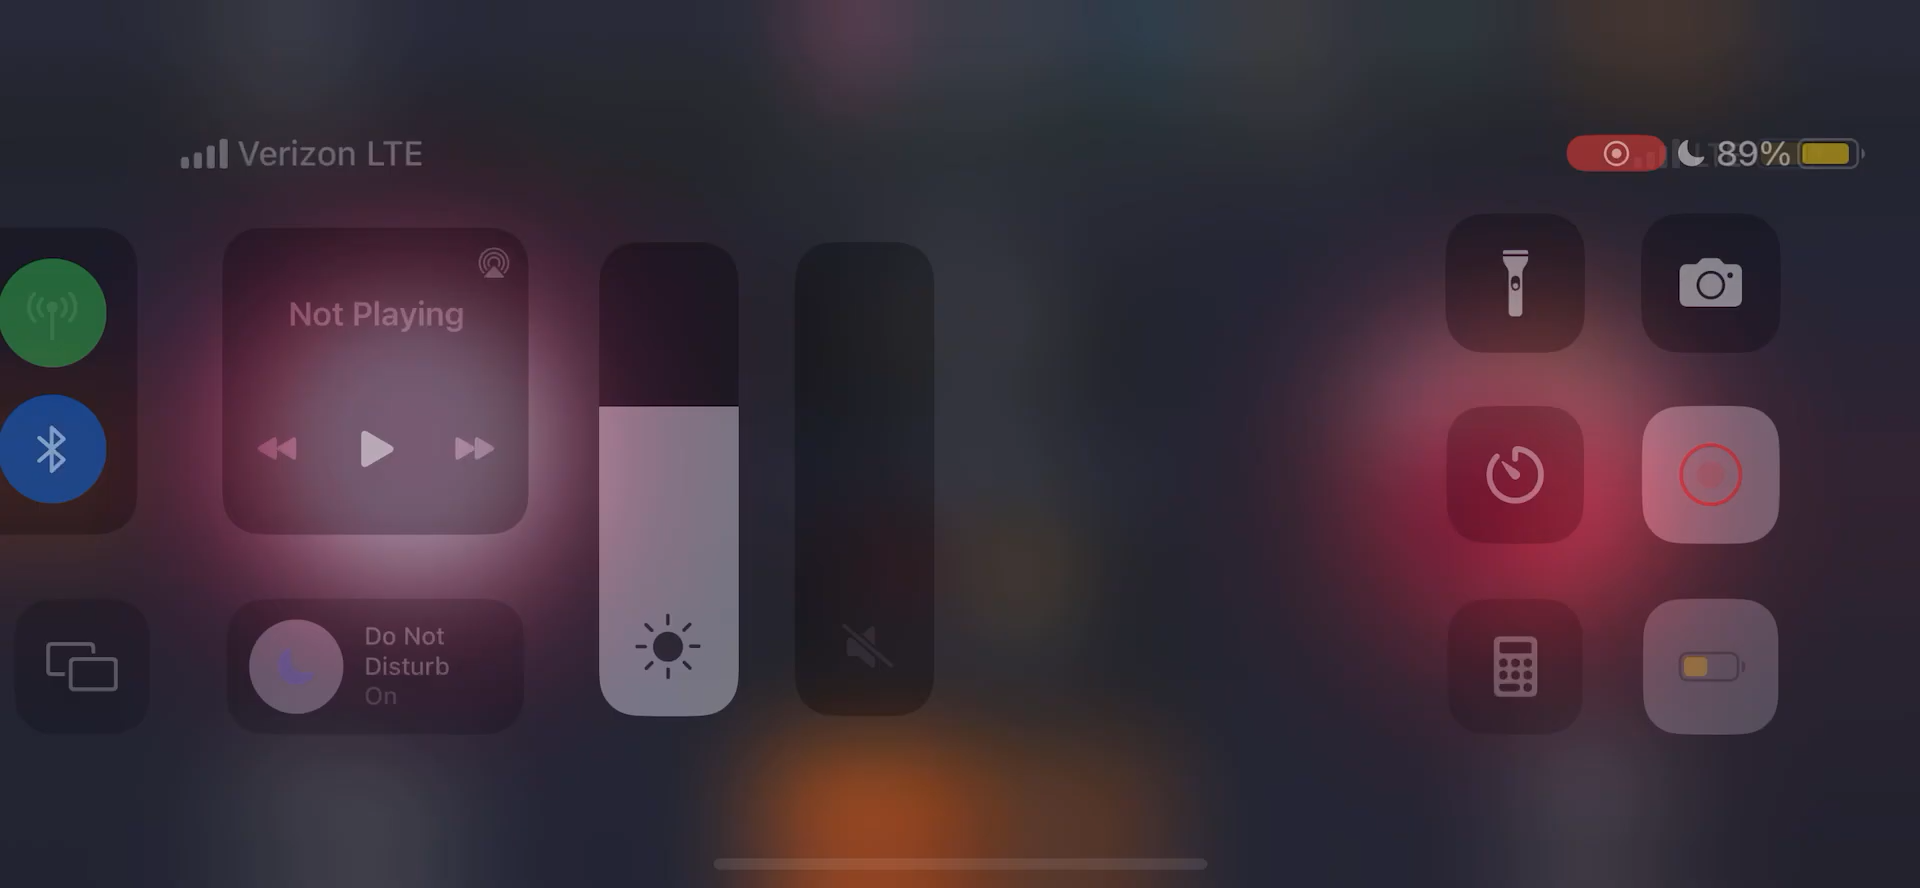 Verizon LTE
89%
Not Playing
Do Not
Disturb
On